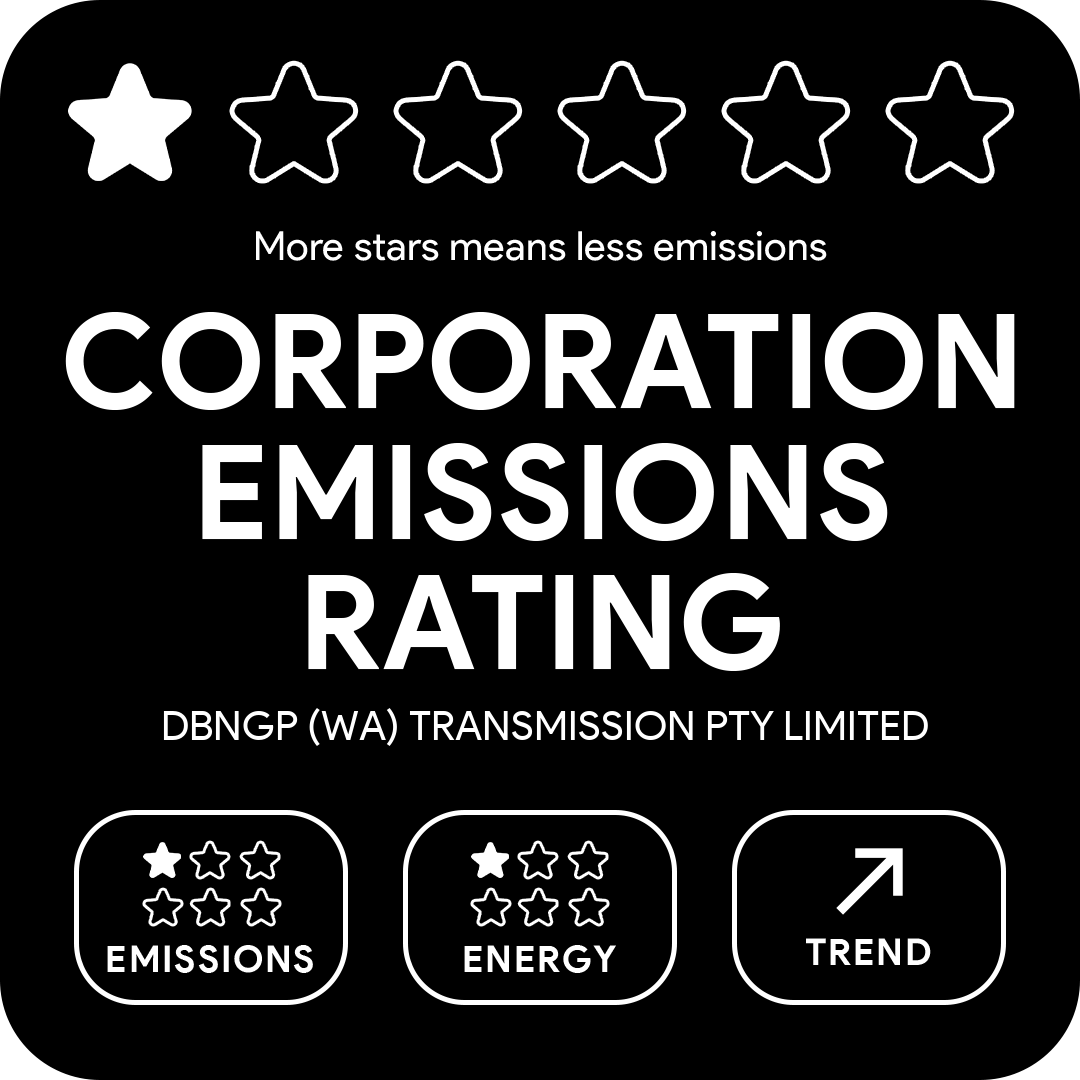 More stars means less emissions
CORPORATION
EMISSIONS
RATING
DBNGP (WA) TRANSMISSION PTY LIMITED
EMISSIONS
ENERGY
TREND